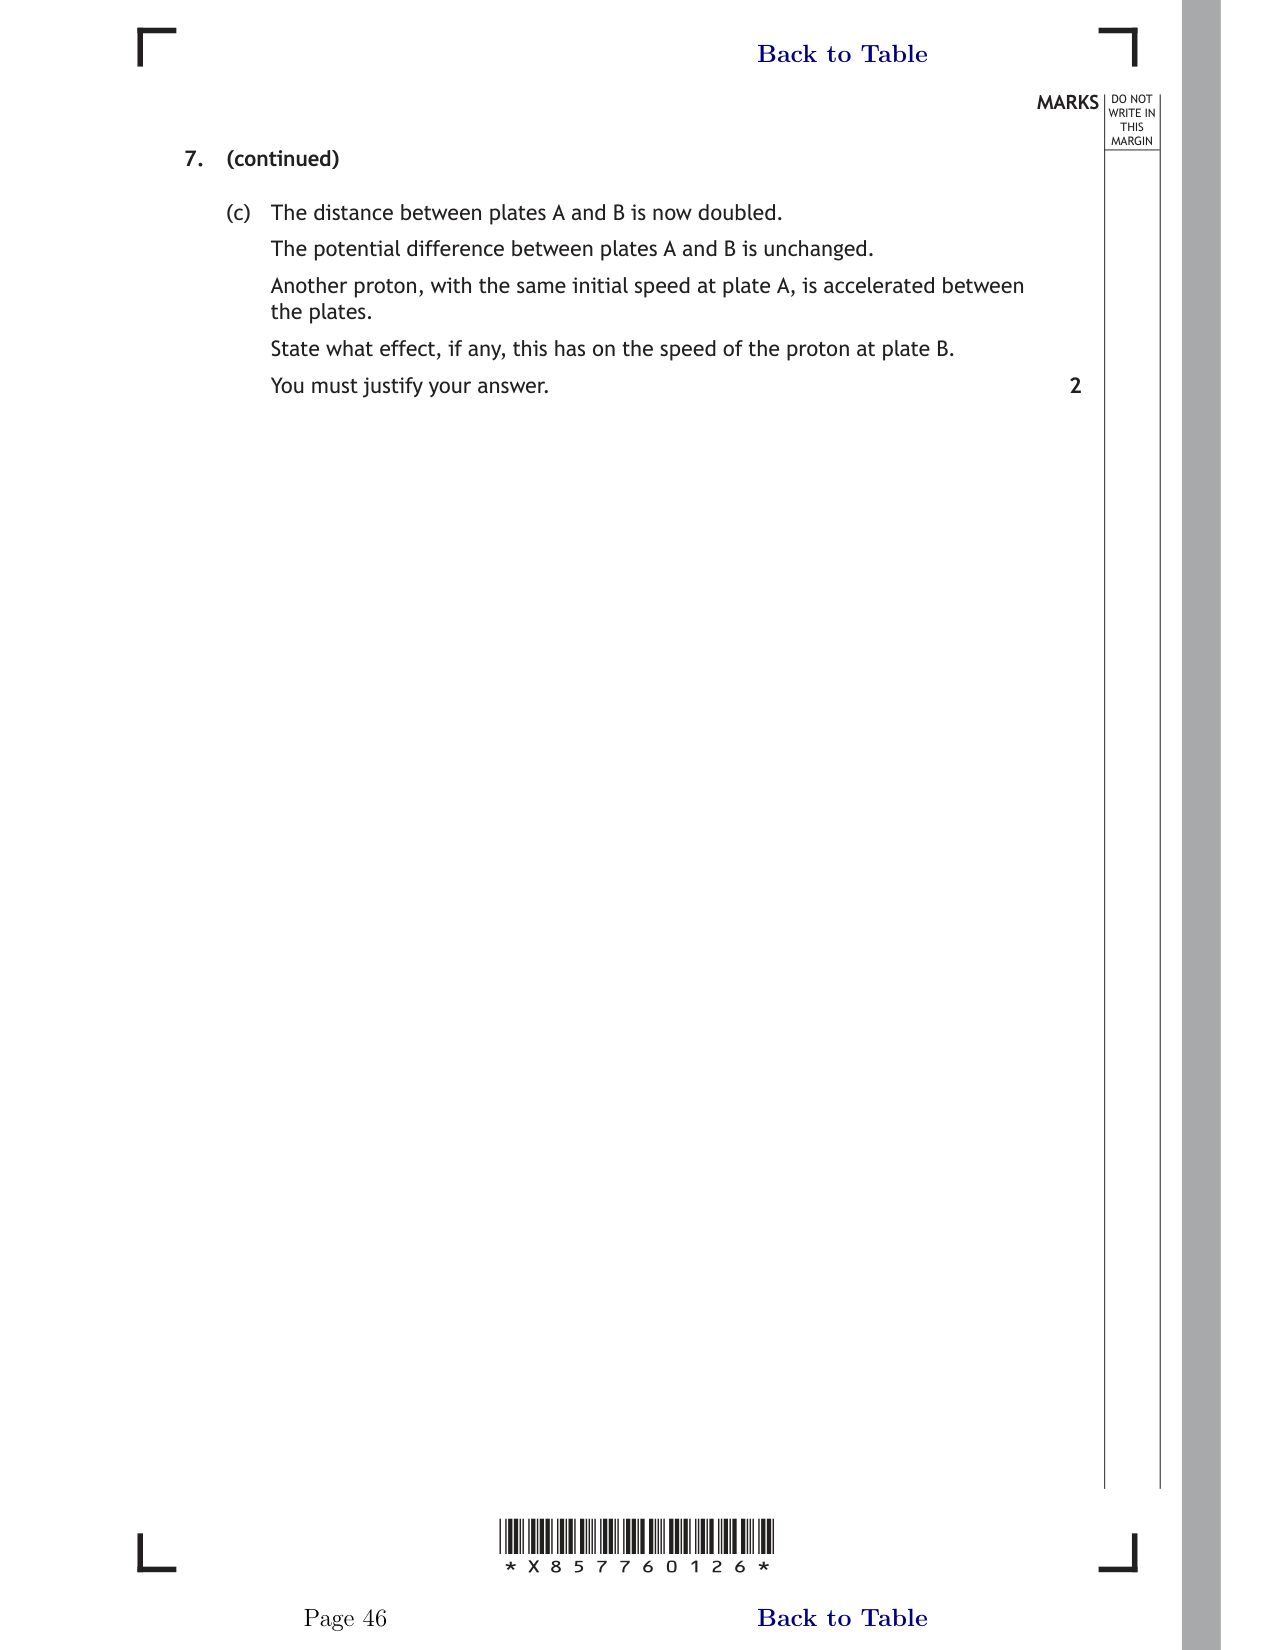 Back to Table
MARKS
DO NOT
WRITE IN
THIS
MARGIN
7. (continued)
(c) The distance between plates A and B is now doubled.
The potential difference between plates A and B is unchanged.
Another proton, with the same initial speed at plate A, is accelerated between
the plates.
State what effect, if any, this has on the speed of the proton at plate B.
You must justify your answer. 2
*X857760126*
Page 46
Back to Table